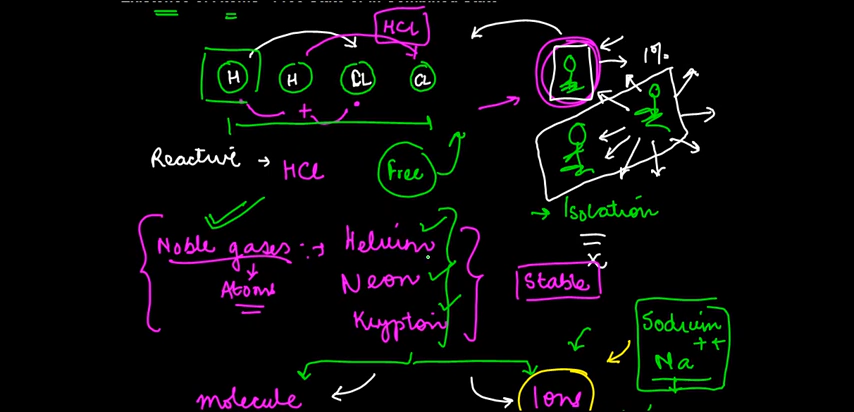 HCl
H H CL CL
+
1%
Reactive → HCl
Free
→ Isolation
Noble gases :→ Helium
Atoms
Neon
Krypton
Stable
Sodium
++
Na
molecule
Ions